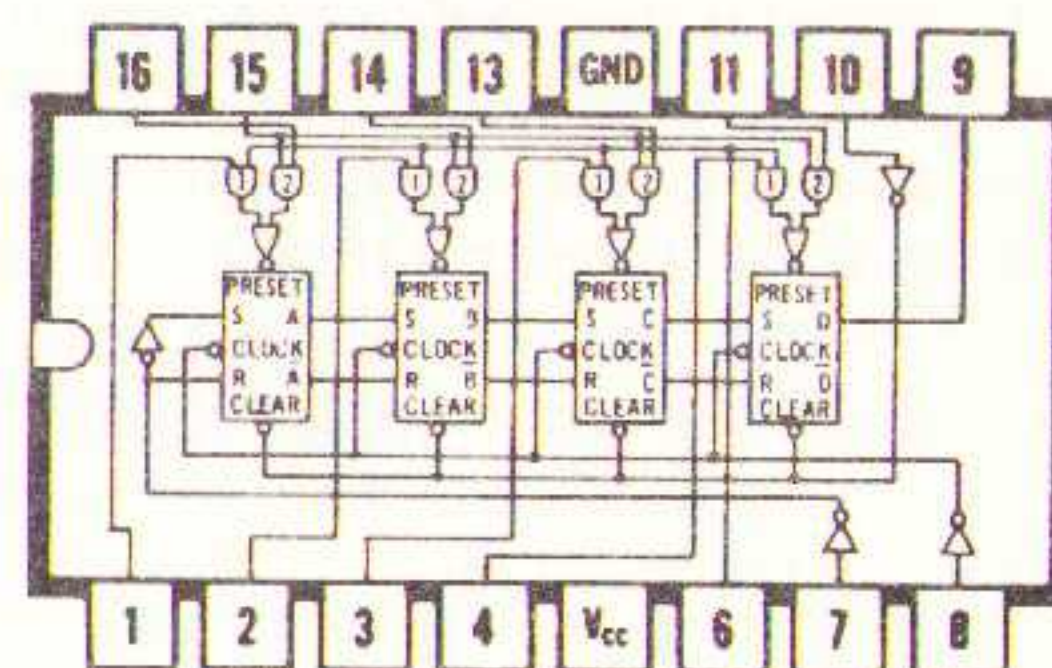 16 15 14 13 GND 11 10 9
1 2 1 2 1 2 1 2
PRESET PRESET PRESET PRESET
S A S B S C S D
CLOCK CLOCK CLOCK CLOCK
R A R B R C R D
CLEAR CLEAR CLEAR CLEAR
1 2 3 4 Vcc 6 7 8